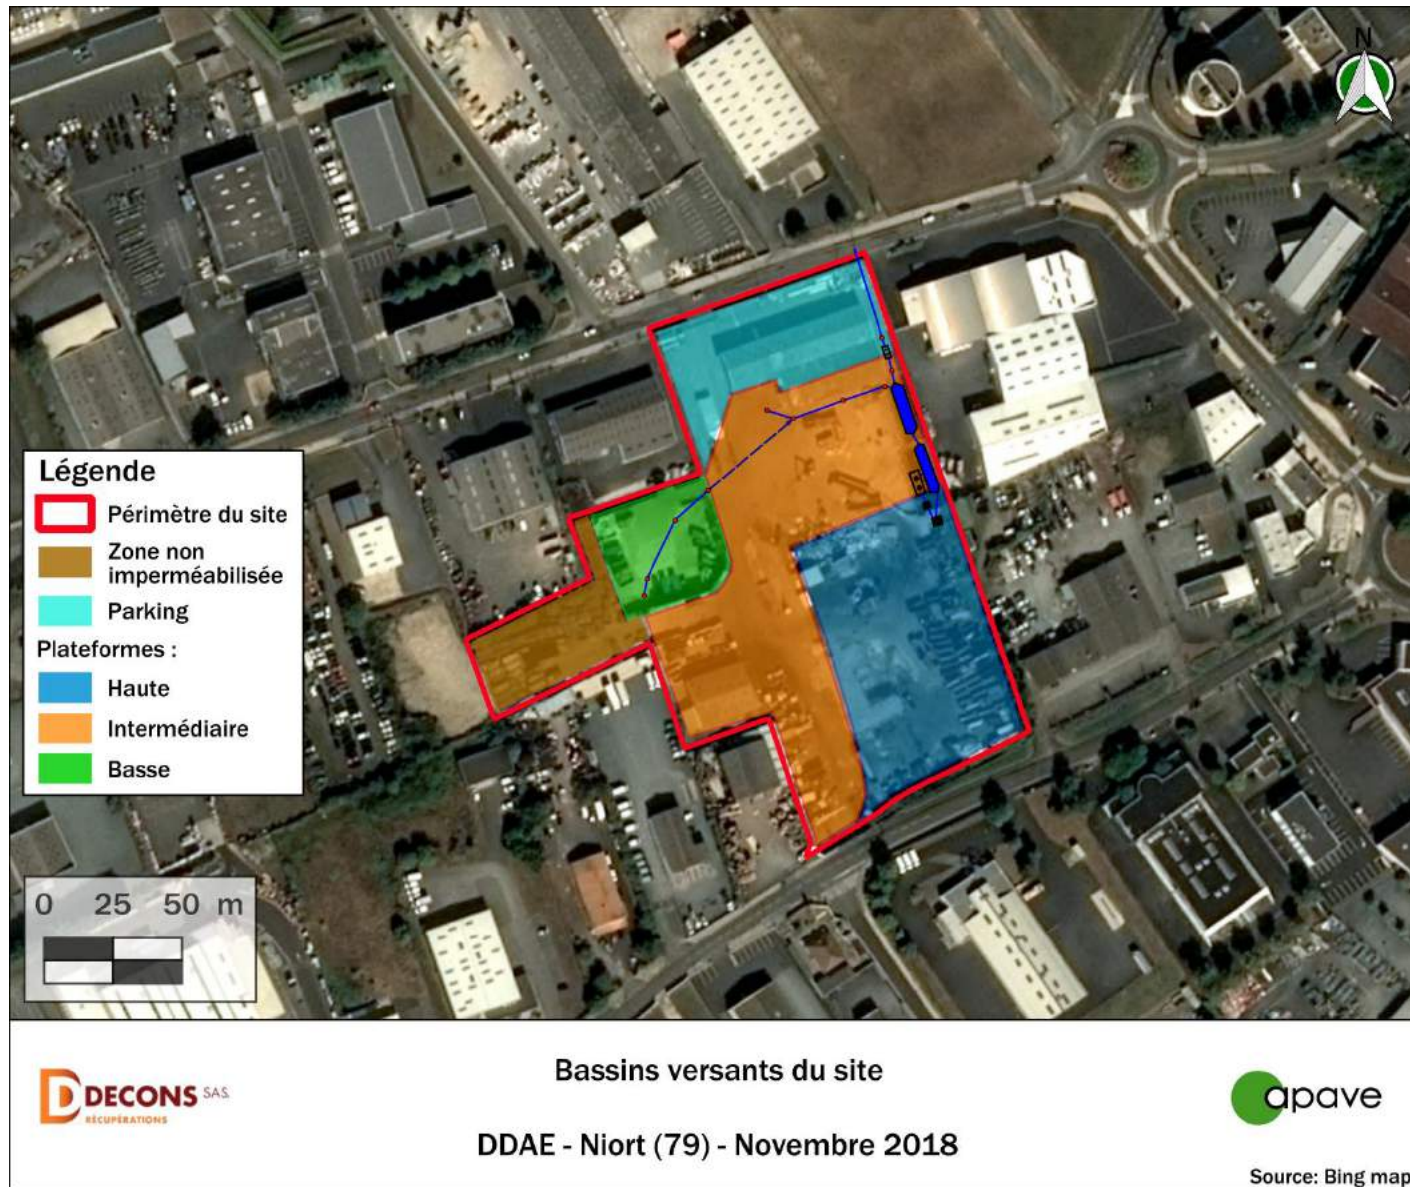 N
Légende
Périmètre du site
Zone non
imperméabilisée
Parking
Plateformes :
Haute
Intermédiaire
Basse
0 25 50 m
DECONS SAS
RÉCUPÉRATIONS
Bassins versants du site
DDAE - Niort (79) - Novembre 2018
apave
Source: Bing map